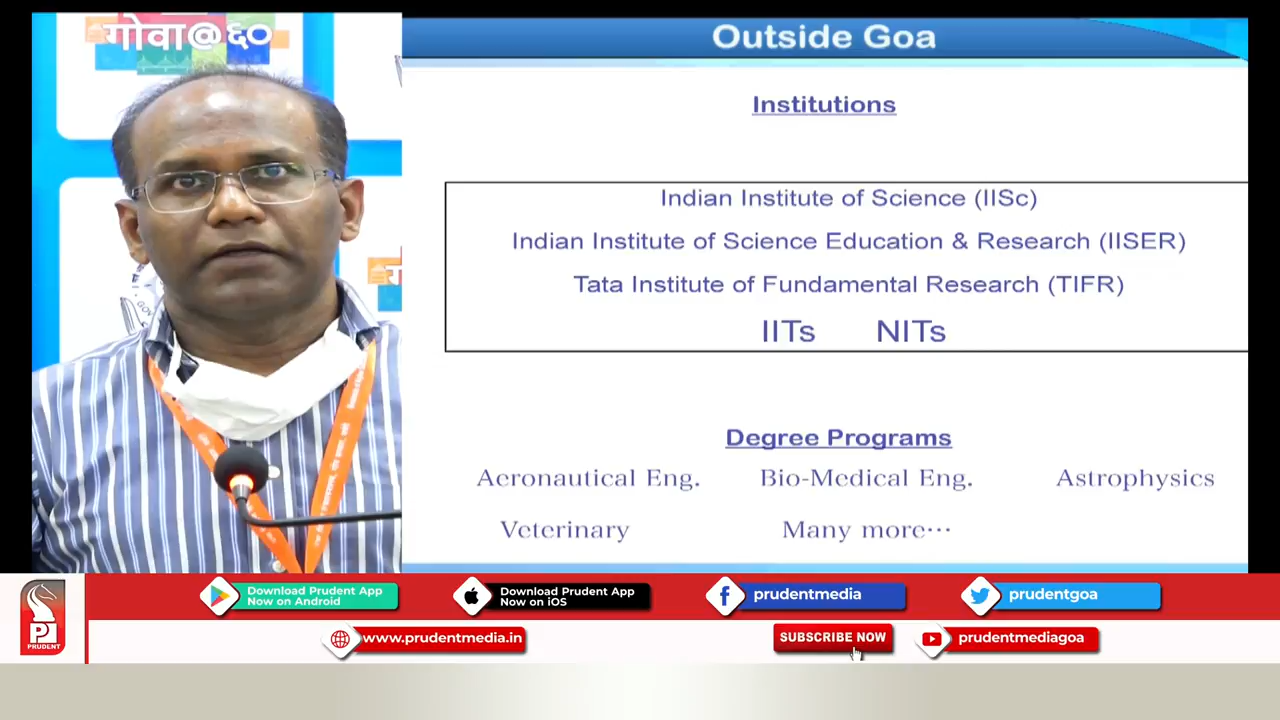 गोवा@६०
Outside Goa
Institutions
Indian Institute of Science (IISc)
Indian Institute of Science Education & Research (IISER)
Tata Institute of Fundamental Research (TIFR)
IITs NITs
Degree Programs
Aeronautical Eng. Bio-Medical Eng. Astrophysics
Veterinary Many more…
PRUDENT
Download Prudent App
Now on Android
Download Prudent App
Now on iOS
prudentmedia
prudentgoa
www.prudentmedia.in
SUBSCRIBE NOW
prudentmediagoa